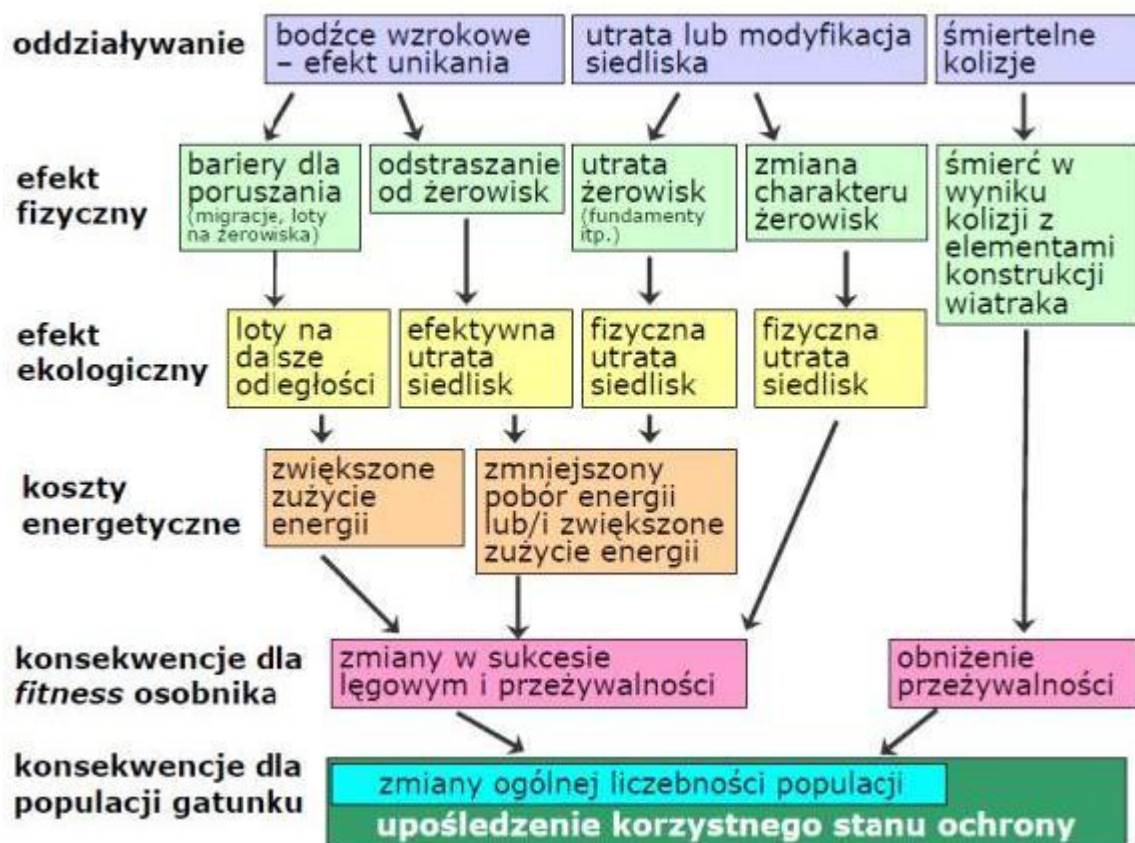 oddziaływanie
bodźce wzrokowe
– efekt unikania
utrata lub modyfikacja
siedliska
śmiertelne
kolizje
efekt
fizyczny
bariery dla
poruszania
(migracje, loty
na żerowiska)
odstraszanie
od żerowisk
utrata
żerowisk
(fundamenty
itp.)
zmiana
charakteru
żerowisk
śmierć w
wyniku
kolizji z
elementami
konstrukcji
wiatraka
efekt
ekologiczny
loty na
dalsze
odległości
efektywna
utrata
siedlisk
fizyczna
utrata
siedlisk
fizyczna
utrata
siedlisk
koszty
energetyczne
zwiększone
zużycie
energii
zmniejszony
pobór energii
lub/i zwiększone
zużycie energii
konsekwencje dla
fitness osobnika
zmiany w sukcesie
lęgowym i przeżywalności
obniżenie
przeżywalności
konsekwencje dla
populacji gatunku
zmiany ogólnej liczebności populacji
upośledzenie korzystnego stanu ochrony